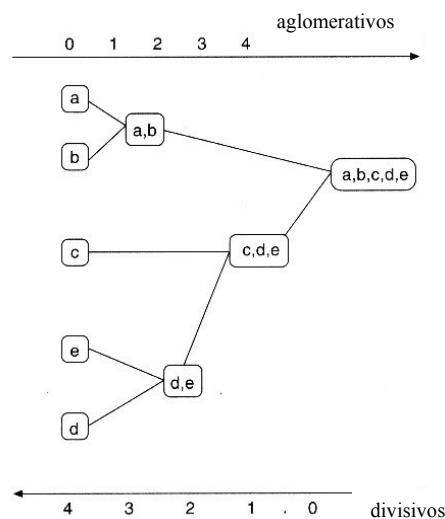 aglomerativos
0 1 2 3 4
a
a,b
b
a,b,c,d,e
c
c,d,e
e
d,e
d
4 3 2 1 . 0
divisivos